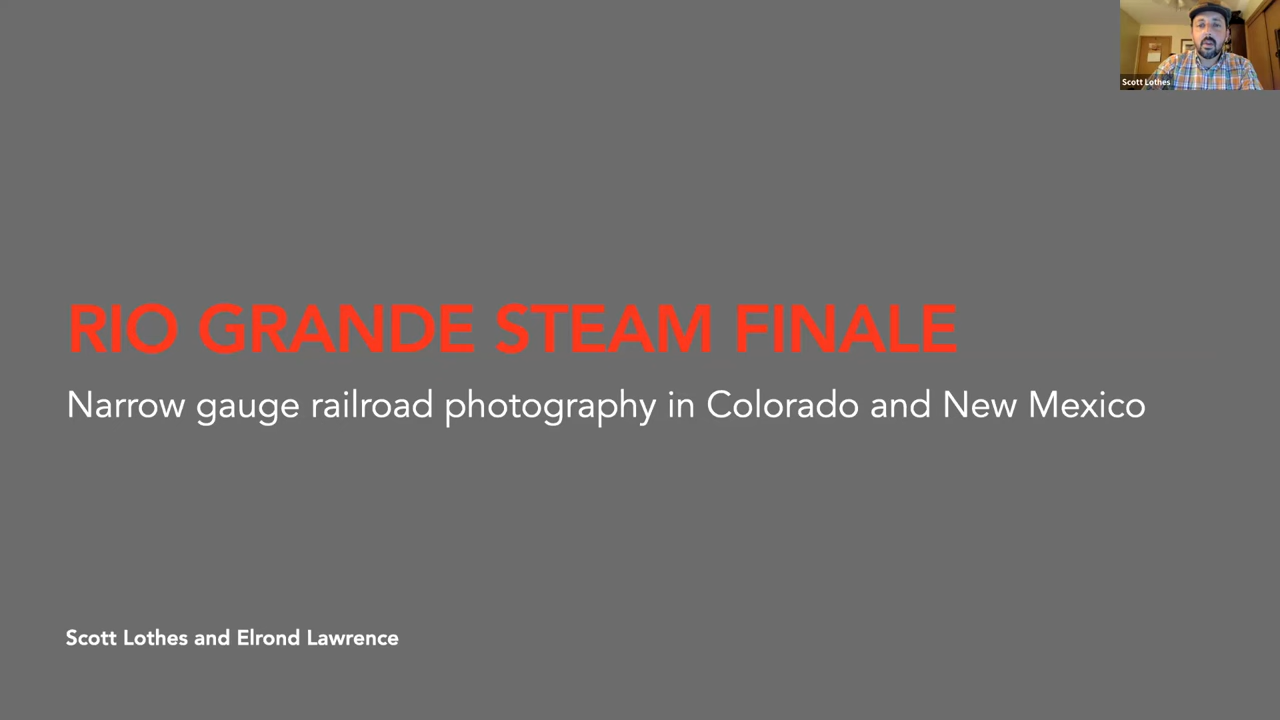 Scott Lothes
RIO GRANDE STEAM FINALE
Narrow gauge railroad photography in Colorado and New Mexico
Scott Lothes and Elrond Lawrence